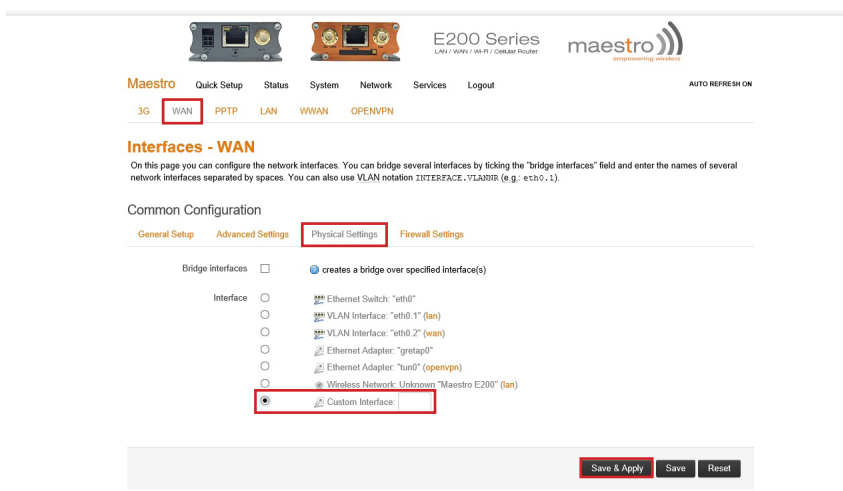 E200 Series
LAN / WAN / Wi-Fi / Cellular Router
maestro
empowering wireless
Maestro Quick Setup Status System Network Services Logout AUTO REFRESH ON
3G WAN PPTP LAN WWAN OPENVPN
Interfaces - WAN
On this page you can configure the network interfaces. You can bridge several interfaces by ticking the "bridge interfaces" field and enter the names of several
network interfaces separated by spaces. You can also use VLAN notation INTERFACE.VLANNR (e.g.: eth0.1).
Common Configuration
General Setup Advanced Settings Physical Settings Firewall Settings
Bridge interfaces creates a bridge over specified interface(s)
Interface Ethernet Switch: "eth0"
VLAN Interface: "eth0.1" (lan)
VLAN Interface: "eth0.2" (wan)
Ethernet Adapter: "gretap0"
Ethernet Adapter: "tun0" (openvpn)
Wireless Network: Unknown "Maestro E200" (lan)
Custom Interface:
Save & Apply Save Reset